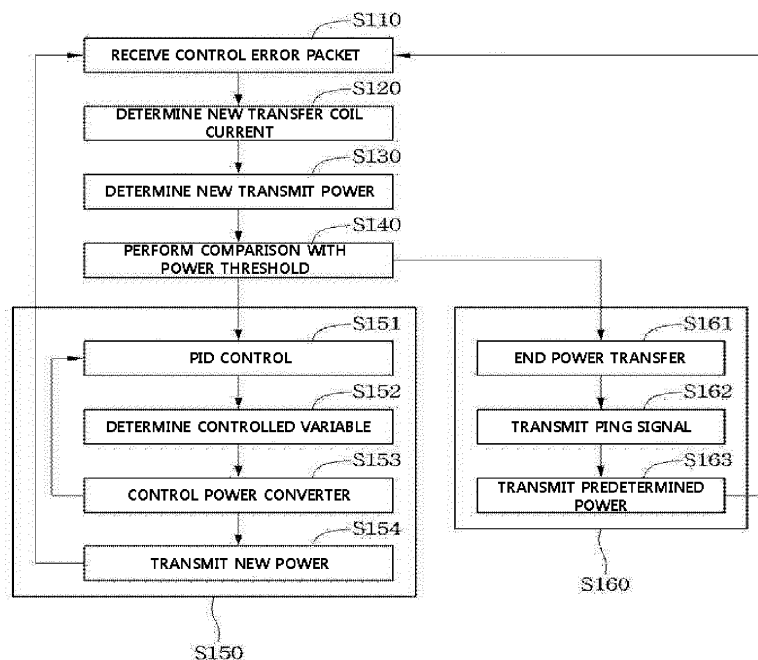 S110
RECEIVE CONTROL ERROR PACKET
S120
DETERMINE NEW TRANSFER COIL
CURRENT
S130
DETERMINE NEW TRANSMIT POWER
S140
PERFORM COMPARISON WITH
POWER THRESHOLD
S151
PID CONTROL
S152
DETERMINE CONTROLLED VARIABLE
S153
CONTROL POWER CONVERTER
S154
TRANSMIT NEW POWER
S150
S161
END POWER TRANSFER
S162
TRANSMIT PING SIGNAL
S163
TRANSMIT PREDETERMINED
POWER
S160